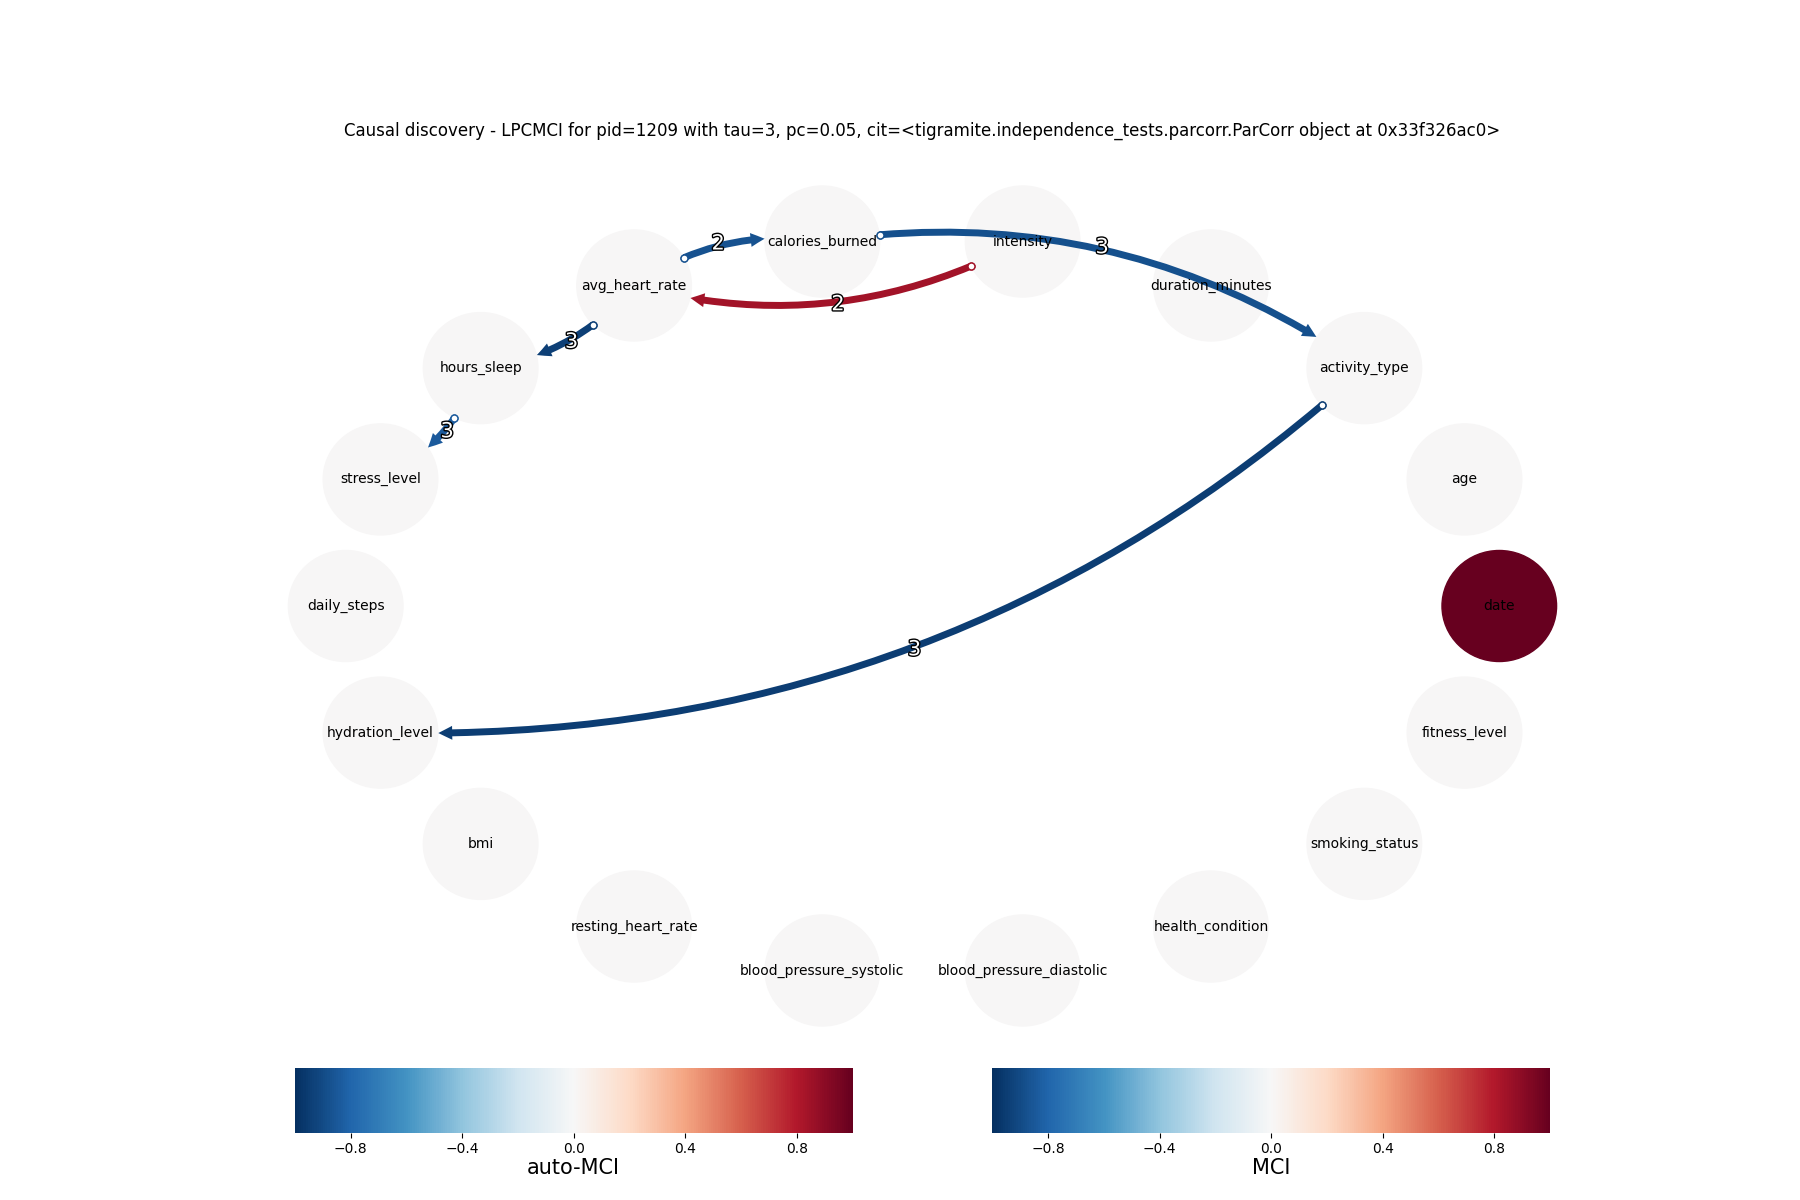 Causal discovery - LPCMCI for pid=1209 with tau=3, pc=0.05, cit=<tigramite.independence_tests.parcorr.ParCorr object at 0x33f326ac0>
calories_burned
intensity
2
3
avg_heart_rate
duration_minutes
2
3
hours_sleep
activity_type
3
stress_level
age
daily_steps
date
3
hydration_level
fitness_level
bmi
smoking_status
resting_heart_rate
health_condition
blood_pressure_systolic
blood_pressure_diastolic
−0.8 −0.4 0.0 0.4 0.8
auto-MCI
−0.8 −0.4 0.0 0.4 0.8
MCI